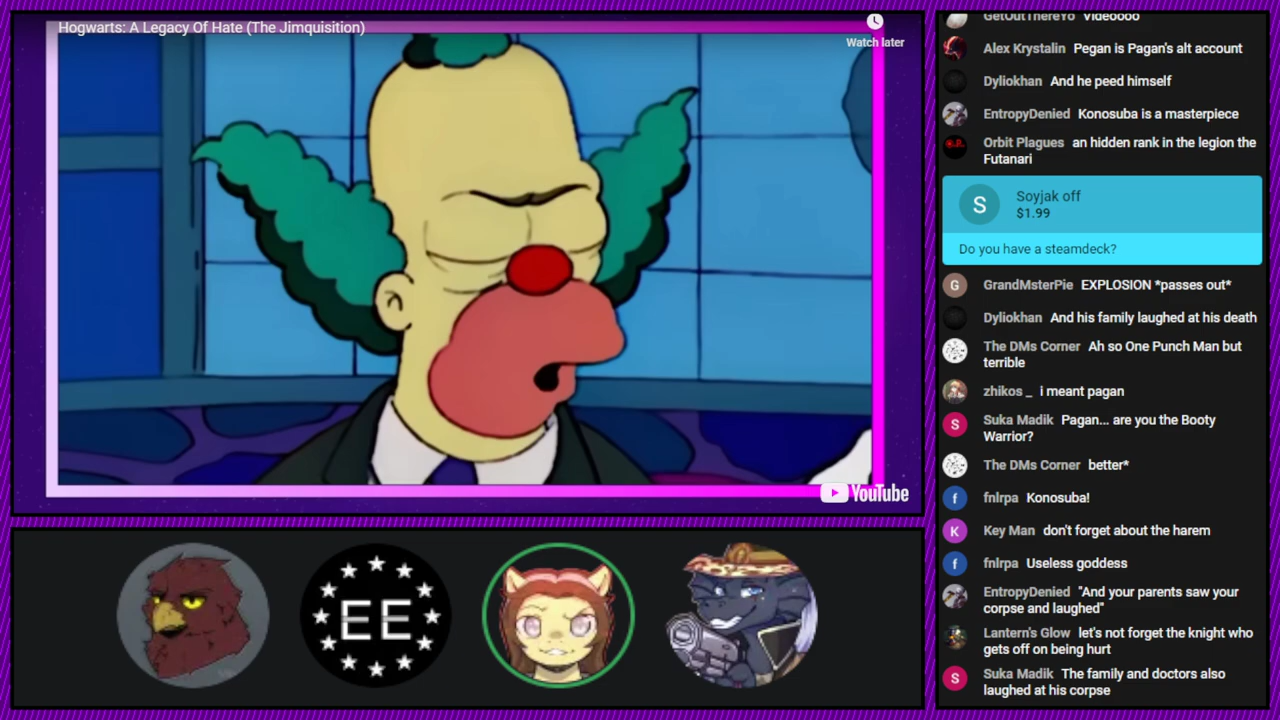 Hogwarts: A Legacy Of Hate (The Jimquisition)
Watch later
YouTube
EE
GetOutThereYo Videoooo
Alex Krystalin Pegan is Pagan's alt account
Dyliokhan And he peed himself
EntropyDenied Konosuba is a masterpiece
Orbit Plagues an hidden rank in the legion the
Futanari
S
Soyjak off
$1.99
Do you have a steamdeck?
G GrandMsterPie EXPLOSION *passes out*
Dyliokhan And his family laughed at his death
The DMs Corner Ah so One Punch Man but
terrible
zhikos _ i meant pagan
S Suka Madik Pagan... are you the Booty
Warrior?
The DMs Corner better*
f fnlrpa Konosuba!
K Key Man don't forget about the harem
f fnlrpa Useless goddess
EntropyDenied "And your parents saw your
corpse and laughed"
Lantern's Glow let's not forget the knight who
gets off on being hurt
S Suka Madik The family and doctors also
laughed at his corpse